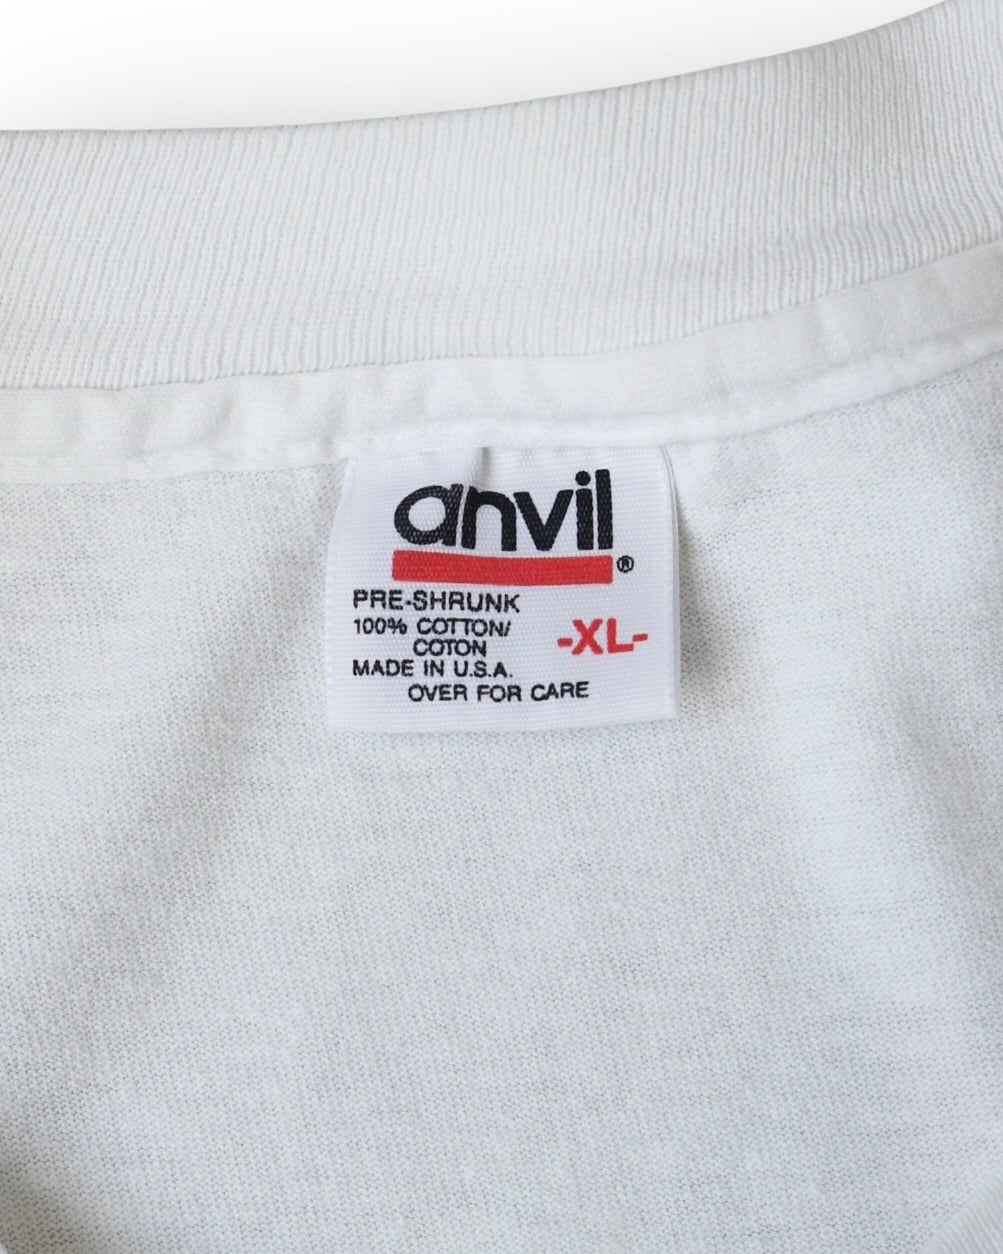 anvil®
PRE-SHRUNK
100% COTTON/
COTON
-XL-
MADE IN U.S.A.
OVER FOR CARE